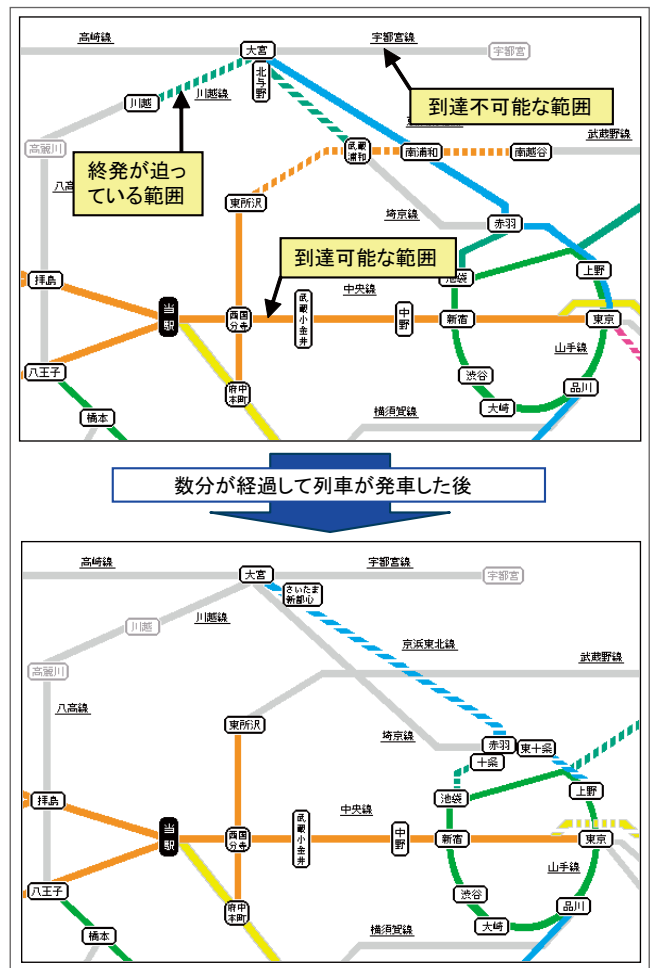 高崎線
大宮
宇都宮線
宇都宮
北与野
川越線
川越
到達不可能な範囲
京
武蔵野線
高麗川
終発が迫っ
ている範囲
武蔵
浦和
南浦和
南越谷
八高
東所沢
埼京線
赤羽
到達可能な範囲
池袋
上野
拝島
中央線
当駅
西国
分寺
武蔵小金井
中野
新宿
東京
山手線
八王子
渋谷
府中
本町
品川
橋本
横須賀線
大崎
数分が経過して列車が発車した後
高崎線
大宮
宇都宮線
宇都宮
さいたま
新都心
川越線
川越
京浜東北線
武蔵野線
高麗川
八高線
東所沢
埼京線
赤羽
東十条
十条
池袋
上野
拝島
中央線
当駅
西国
分寺
武蔵小金井
中野
新宿
東京
山手線
八王子
渋谷
府中
本町
品川
橋本
横須賀線
大崎